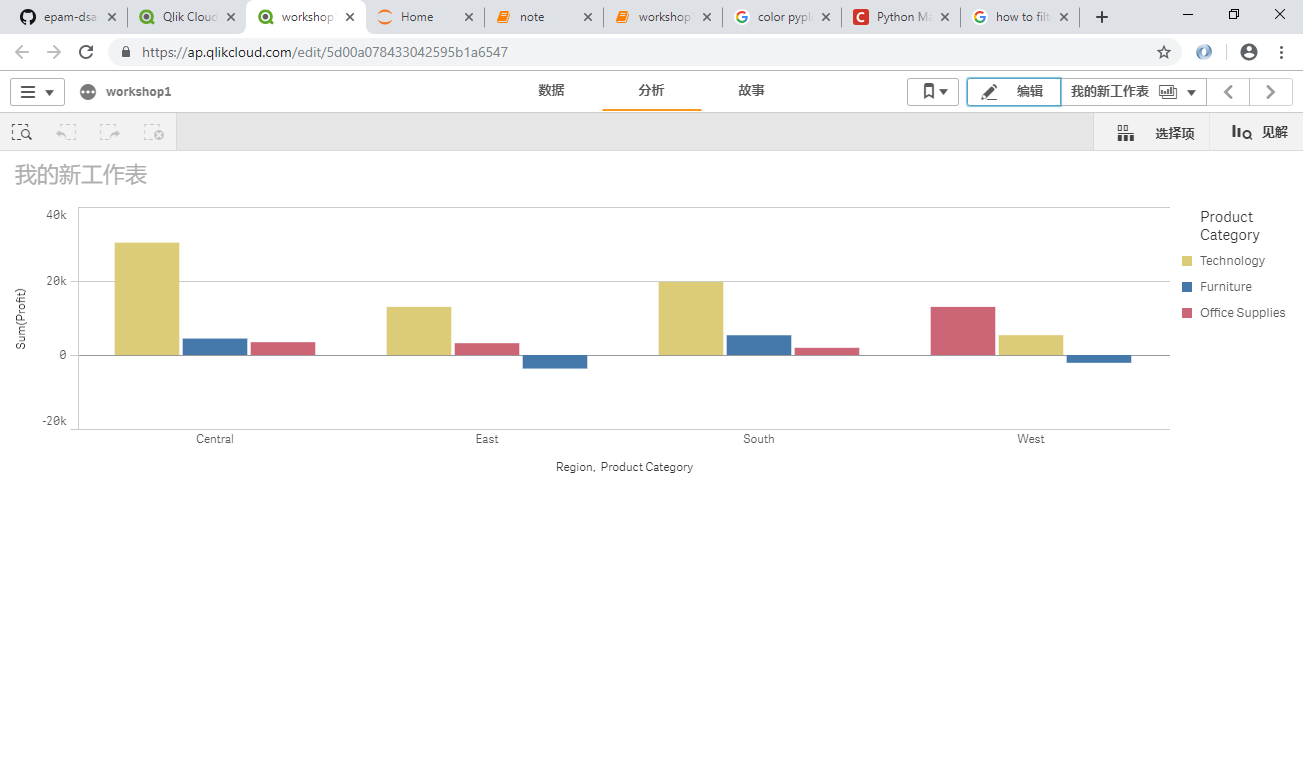 epam-dsa
Qlik Cloud
workshop
Home
note
workshop
color pypl
Python Ma
how to filt
https://ap.qlikcloud.com/edit/5d00a078433042595b1a6547
workshop1
数据
分析
故事
编辑
我的新工作表
选择项
见解
我的新工作表
40k
20k
0
-20k
Sum(Profit)
Central
East
South
West
Region, Product Category
Product
Category
Technology
Furniture
Office Supplies